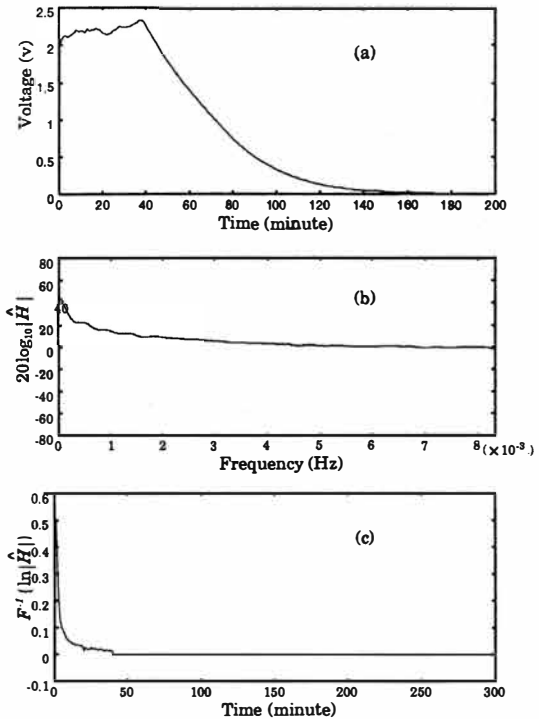 2.5
2
1.5
1
0.5
0
Voltage (v)
(a)
0 20 40 60 80 100 120 140 160 180 200
Time (minute)
80
60
40
20
0
-20
-40
-60
-80
20log₁₀|Ĥ|
(b)
0 1 2 3 4 5 6 7 8 (×10⁻³)
Frequency (Hz)
0.6
0.5
0.4
0.3
0.2
0.1
0
-0.1
F⁻¹(ln|Ĥ|)
(c)
0 50 100 150 200 250 300
Time (minute)